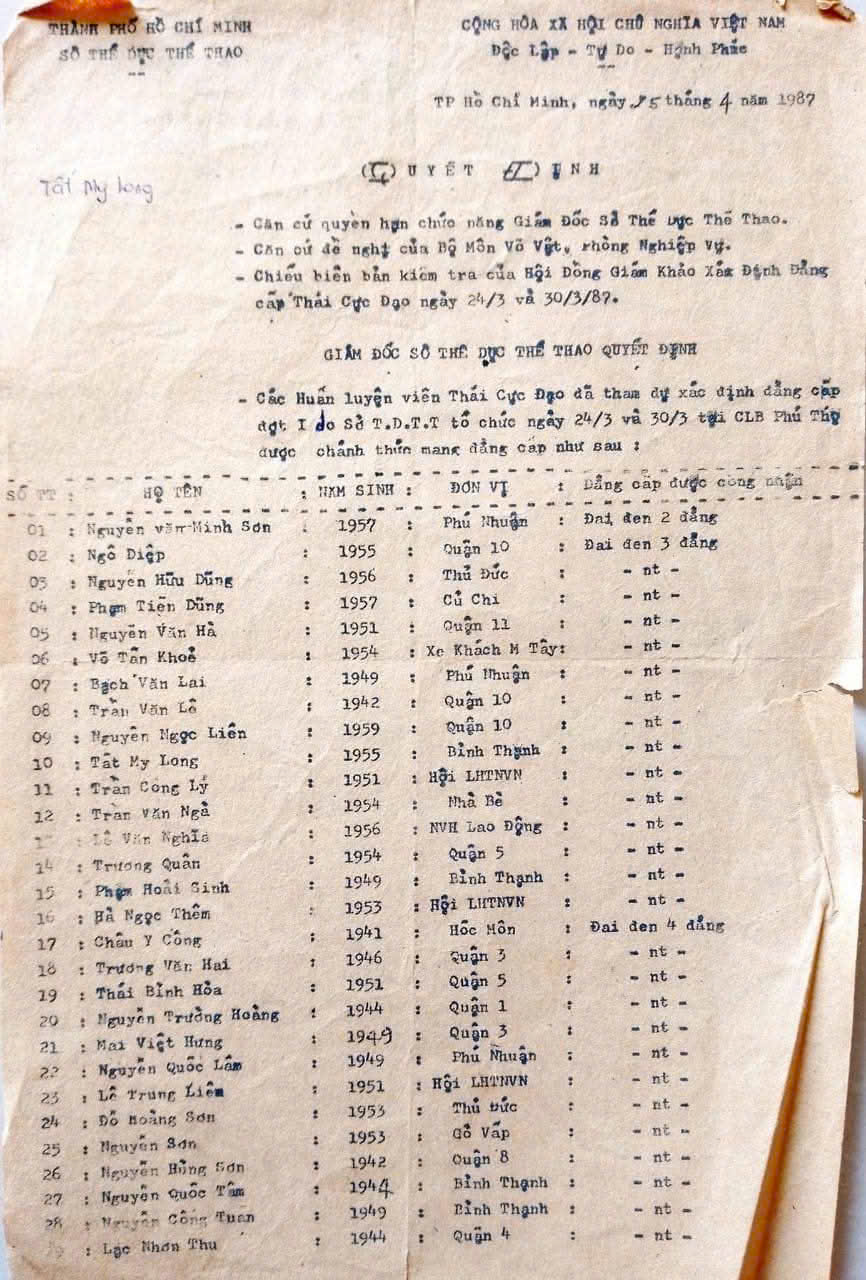 THÀNH PHỐ HỒ CHÍ MINH
SỞ THỂ DỤC THỂ THAO
CỘNG HÒA XÃ HỘI CHỦ NGHĨA VIỆT NAM
Độc Lập - Tự Do - Hạnh Phúc
TP Hồ Chí Minh, ngày 15 tháng 4 năm 1987
(Q) U Y Ế T (Đ) Ị N H
Tất My Long
- Căn cứ quyền hạn chức năng Giám Đốc Sở Thể Dục Thể Thao.
- Căn cứ đề nghị của Bộ Môn Võ Vật, Phòng Nghiệp Vụ.
- Chiếu biên bản kiểm tra của Hội Đồng Giám Khảo Xác Định Đẳng
cấp Thái Cực Đạo ngày 24/3 và 30/3/87.
GIÁM ĐỐC SỞ THỂ DỤC THỂ THAO QUYẾT ĐỊNH
- Các Huấn luyện viên Thái Cực Đạo đã tham dự xác định đẳng cấp
đợt I do Sở T.D.T.T tổ chức ngày 24/3 và 30/3 tại CLB Phú Thọ
được chánh thức mang đẳng cấp như sau :
SỐ TT : HỌ TÊN : NĂM SINH : ĐƠN VỊ : Đẳng cấp được công nhận
01 : Nguyễn văn Minh Sơn : 1957 : Phú Nhuận : Đai đen 2 đẳng
02 : Ngô Diệp : 1955 : Quận 10 : Đai đen 3 đẳng
03 : Nguyễn Hữu Dũng : 1956 : Thủ Đức : - nt -
04 : Phạm Tiện Dũng : 1957 : Củ Chi : - nt -
05 : Nguyễn Văn Hà : 1951 : Quận 11 : - nt -
06 : Võ Tấn Khoẻ : 1954 : Xe Khách M Tây: - nt -
07 : Bạch Văn Lai : 1949 : Phú Nhuận : - nt -
08 : Trần Văn Lê : 1942 : Quận 10 : - nt -
09 : Nguyễn Ngọc Liên : 1959 : Quận 10 : - nt -
10 : Tất My Long : 1955 : Bình Thạnh : - nt -
11 : Trần Công Lý : 1951 : Hội LHTNVN : - nt -
12 : Trần Văn Ngà : 1954 : Nhà Bè : - nt -
: Lê Văn Nghĩa : 1956 : NVH Lao Động : - nt -
14 : Trương Quân : 1954 : Quận 5 : - nt -
15 : Phạm Hoài Sinh : 1949 : Bình Thạnh : - nt -
16 : Hà Ngọc Thêm : 1953 : Hội LHTNVN : - nt -
17 : Châu Y Công : 1941 : Hóc Môn : Đai đen 4 đẳng
18 : Trương Văn Hai : 1946 : Quận 3 : - nt -
19 : Thái Bình Hòa : 1951 : Quận 5 : - nt -
20 : Nguyễn Trường Hoàng : 1944 : Quận 1 : - nt -
21 : Mai Việt Hưng : 1949 : Quận 3 : - nt -
22 : Nguyễn Quốc Lâm : 1949 : Phú Nhuận : - nt -
23 : Lê Trung Liêm : 1951 : Hội LHTNVN : - nt -
24 : Đỗ Hoàng Sơn : 1953 : Thủ Đức : - nt -
25 : Nguyễn Sơn : 1953 : Gò Vấp : - nt -
26 : Nguyễn Hồng Sơn : 1942 : Quận 8 : - nt -
27 : Nguyễn Quốc Tâm : 1944 : Bình Thạnh : - nt -
28 : Nguyễn Công Tuấn : 1949 : Bình Thạnh : - nt -
: Lạc Nhơn Thu : 1944 : Quận 4 : - nt -